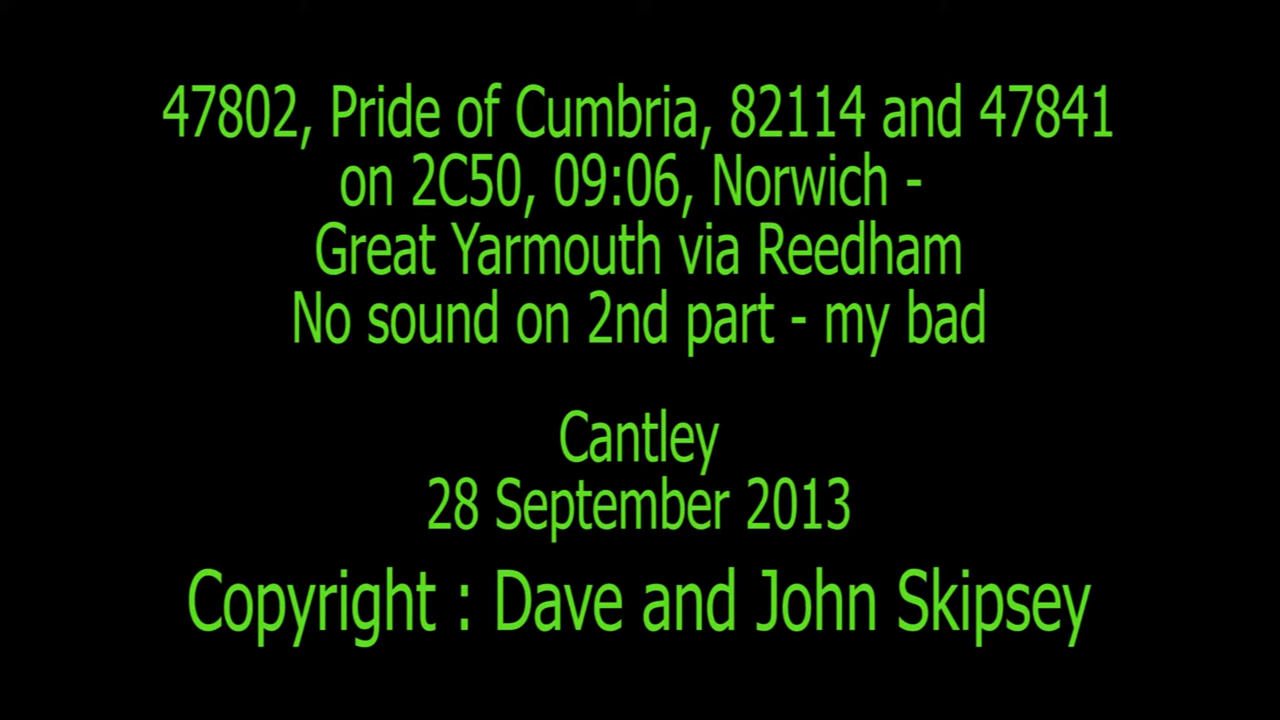 47802, Pride of Cumbria, 82114 and 47841
on 2C50, 09:06, Norwich -
Great Yarmouth via Reedham
No sound on 2nd part - my bad
Cantley
28 September 2013
Copyright : Dave and John Skipsey